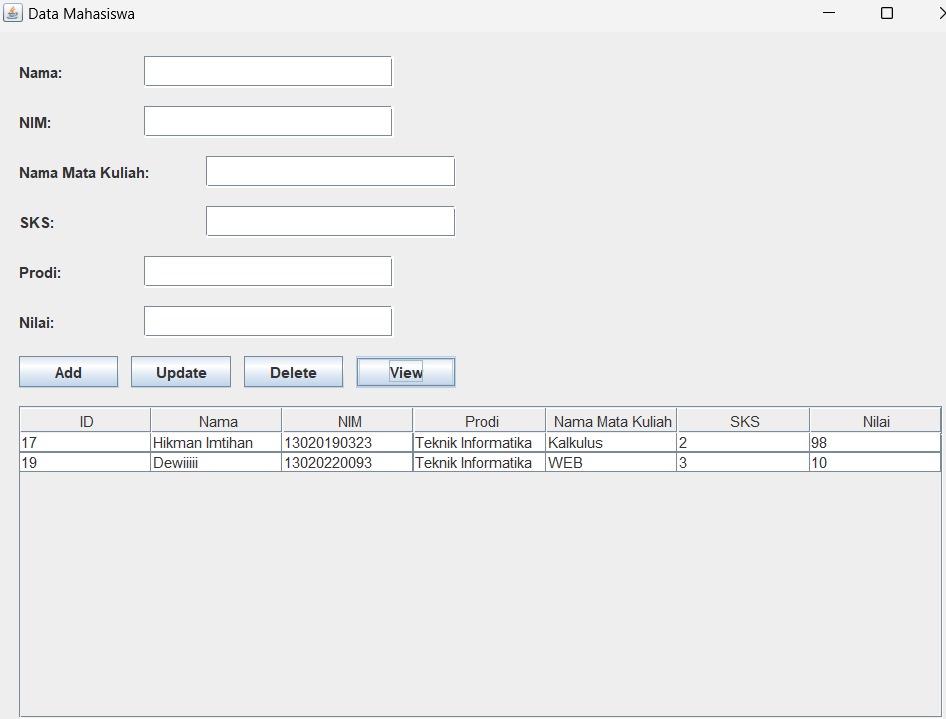 Data Mahasiswa
Nama:
NIM:
Nama Mata Kuliah:
SKS:
Prodi:
Nilai:
Add Update Delete View
ID Nama NIM Prodi Nama Mata Kuliah SKS Nilai
17 Hikman Imtihan 13020190323 Teknik Informatika Kalkulus 2 98
19 Dewiiiii 13020220093 Teknik Informatika WEB 3 10